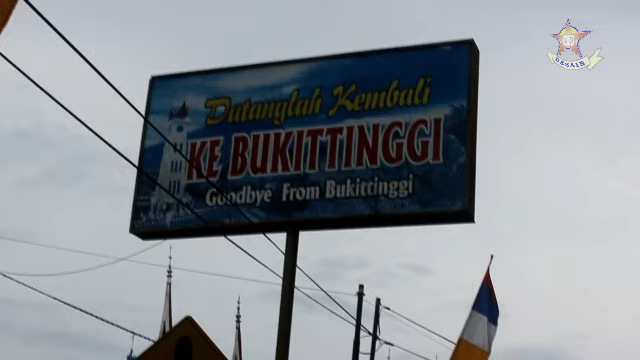 Datanglah Kembali
KE BUKITTINGGI
Goodbye From Bukittinggi